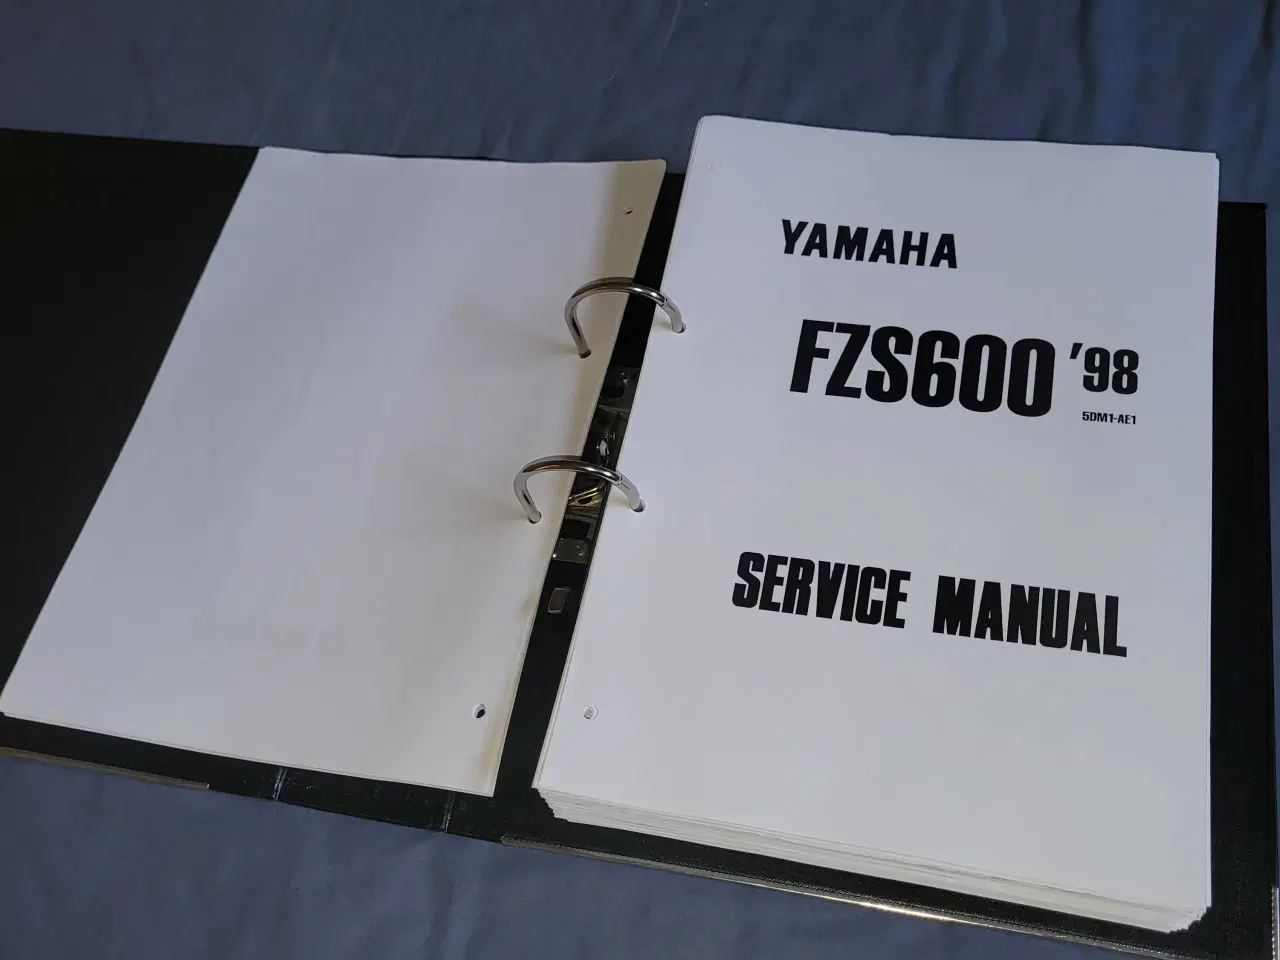 YAMAHA
FZS600 '98
5DM1-AE1
SERVICE MANUAL